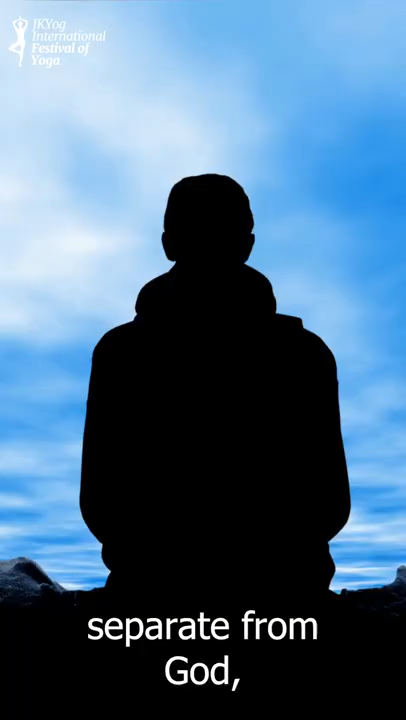 JKYog
International
Festival of
Yoga
separate from
God,